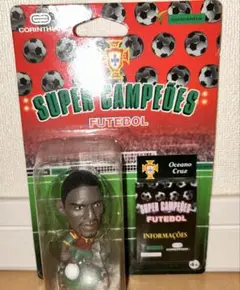 CORINTHIAN
SUPER CAMPEÕES
FUTEBOL
Oceano
Cruz
SUPER CAMPEÕES
FUTEBOL
INFORMAÇÕES